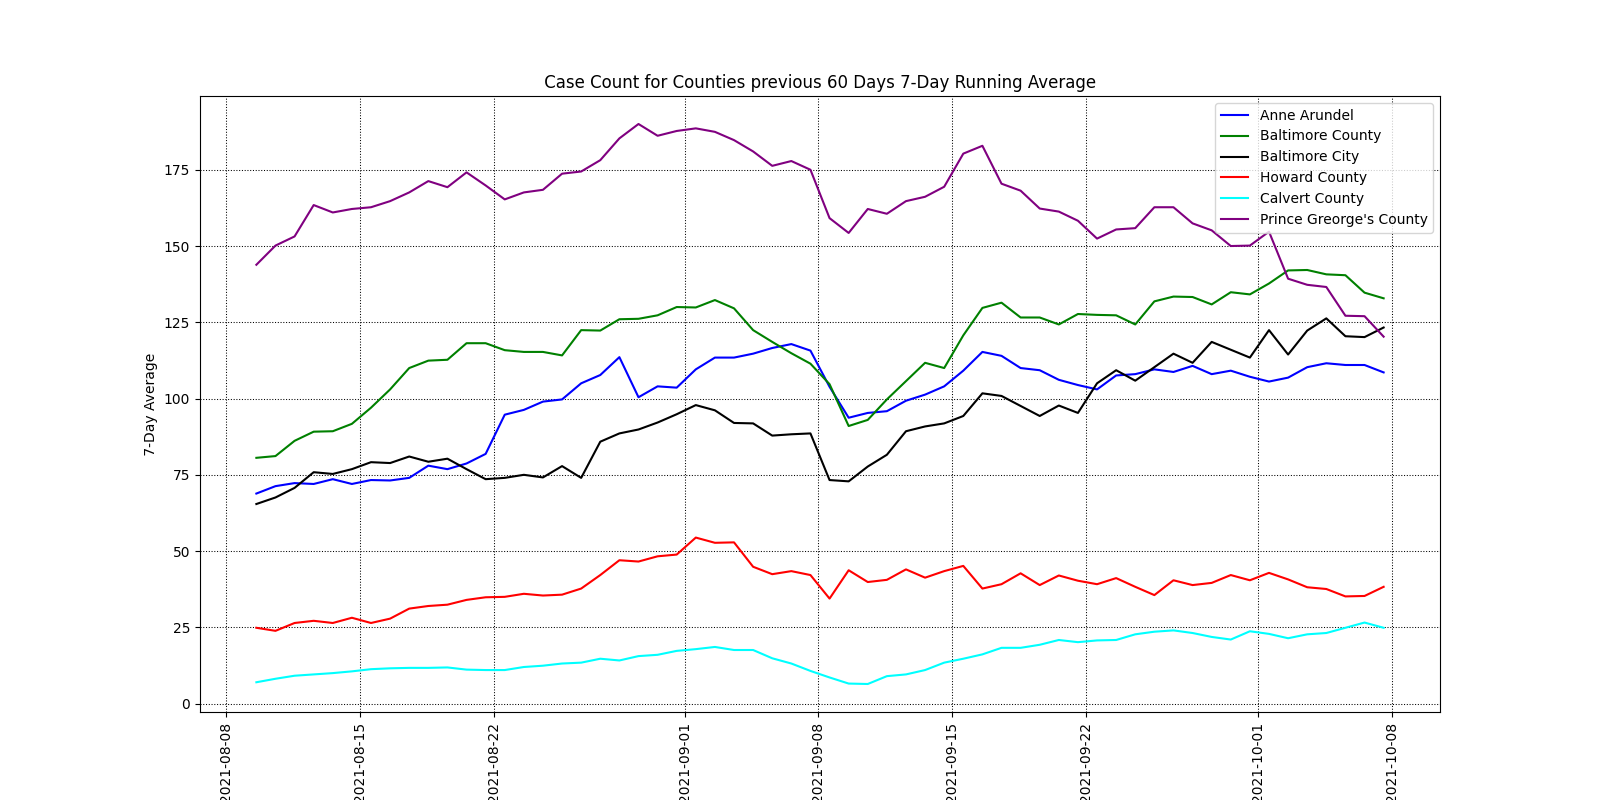 Case Count for Counties previous 60 Days 7-Day Running Average
Anne Arundel
Baltimore County
Baltimore City
Howard County
Calvert County
Prince Greorge's County
7-Day Average
175
150
125
100
75
50
25
0
2021-08-08
2021-08-15
2021-08-22
2021-09-01
2021-09-08
2021-09-15
2021-09-22
2021-10-01
2021-10-08